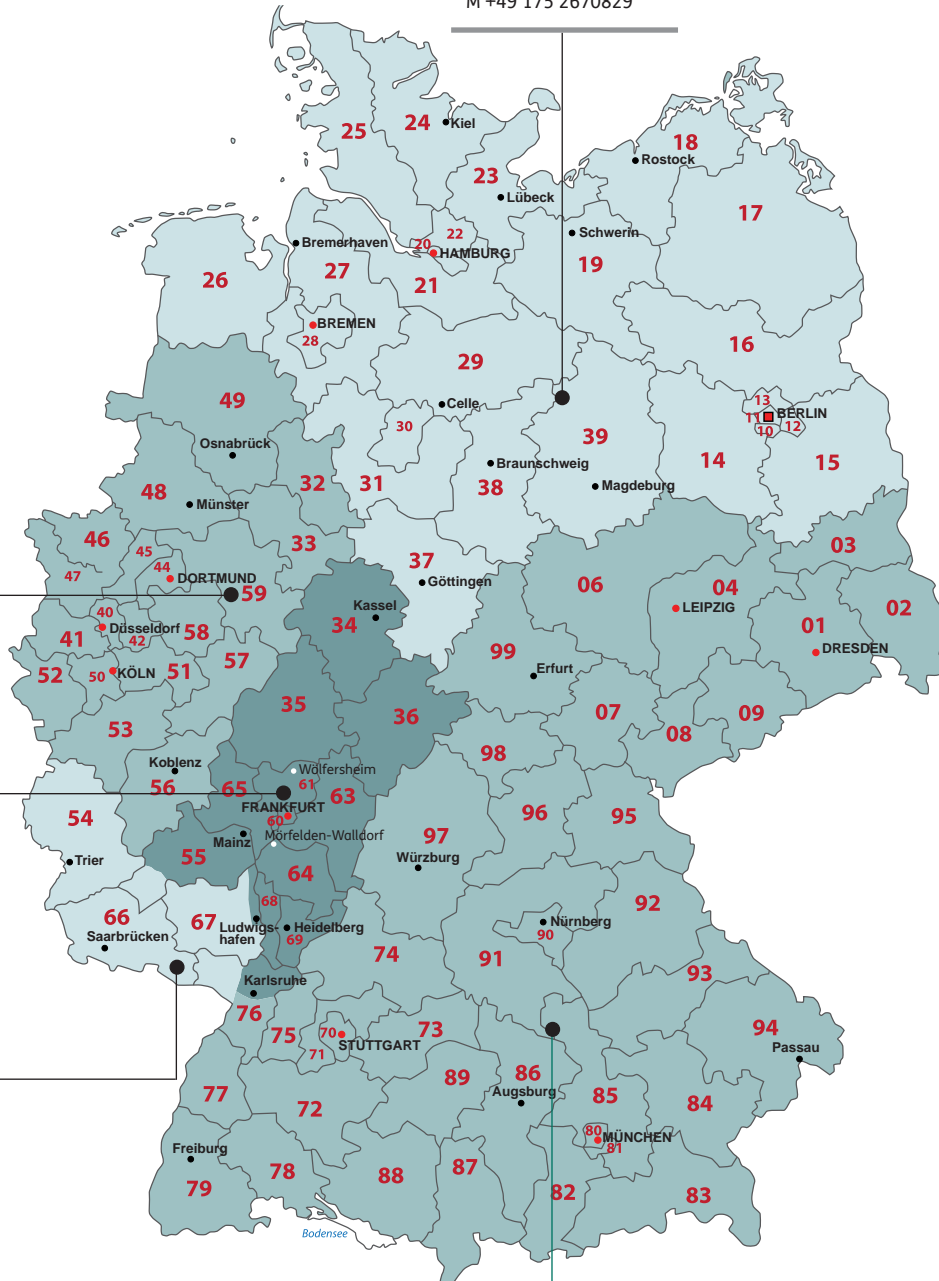 M +49 175 2670829
25
24
Kiel
18
Rostock
23
Lübeck
17
22
20
HAMBURG
Schwerin
19
Bremerhaven
27
21
26
BREMEN
28
16
29
49
Celle
13
11
BERLIN
10
12
30
39
Osnabrück
Braunschweig
14
15
48
32
31
38
Magdeburg
Münster
46
45
33
03
47
44
DORTMUND
37
Göttingen
06
04
59
40
Kassel
LEIPZIG
02
41
Düsseldorf
42
58
34
01
DRESDEN
99
52
50
KÖLN
51
57
Erfurt
35
36
07
09
53
08
98
Koblenz
56
65
Wölfersheim
61
63
54
FRANKFURT
60
96
95
Mainz
Mörfelden-Walldorf
97
Trier
55
64
Würzburg
68
92
66
67
Ludwigs-
hafen
Heidelberg
69
Nürnberg
90
Saarbrücken
74
91
93
Karlsruhe
76
75
70
STUTTGART
71
73
94
Passau
89
86
Augsburg
85
84
77
72
80
MÜNCHEN
81
Freiburg
79
78
88
87
82
83
Bodensee